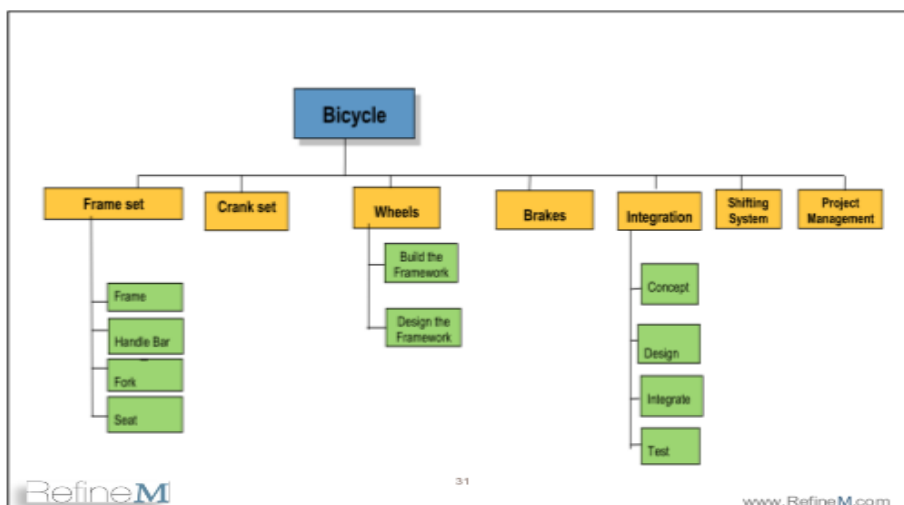 Bicycle
Frame set
Crank set
Wheels
Brakes
Integration
Shifting
System
Project
Management
Frame
Handle Bar
Fork
Seat
Build the
Framework
Design the
Framework
Concept
Design
Integrate
Test
RefineM
31
www.RefineM.com